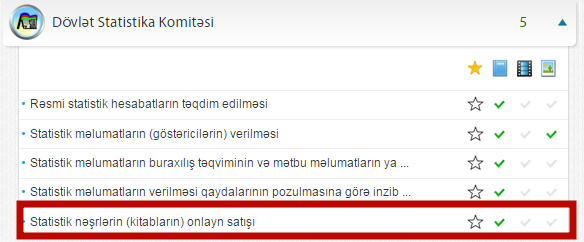 Dövlət Statistika Komitəsi 5
Rəsmi statistik hesabatların təqdim edilməsi
Statistik məlumatların (göstəricilərin) verilməsi
Statistik məlumatların buraxılış təqviminin və mətbu məlumatların ya ...
Statistik məlumatların verilməsi qaydalarının pozulmasına görə inzib ...
Statistik nəşrlərin (kitabların) onlayn satışı